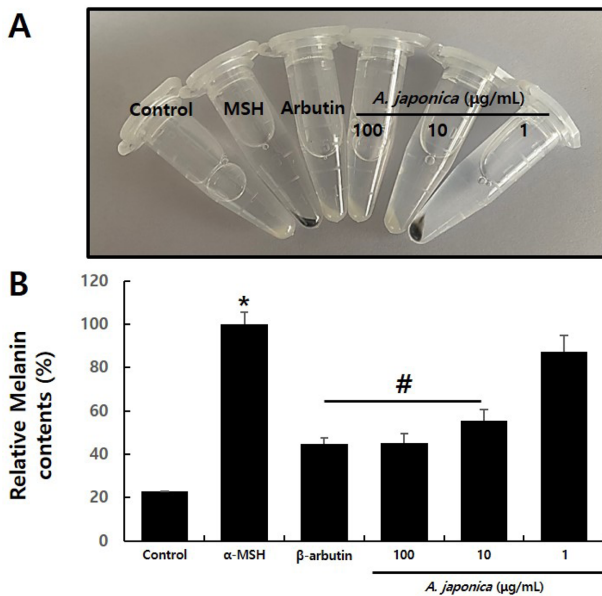 A
Control
MSH
Arbutin
A. japonica (μg/mL)
100
10
1
B
Relative Melanin
contents (%)
120
100
80
60
40
20
0
*
#
Control
α-MSH
β-arbutin
100
10
1
A. japonica (μg/mL)